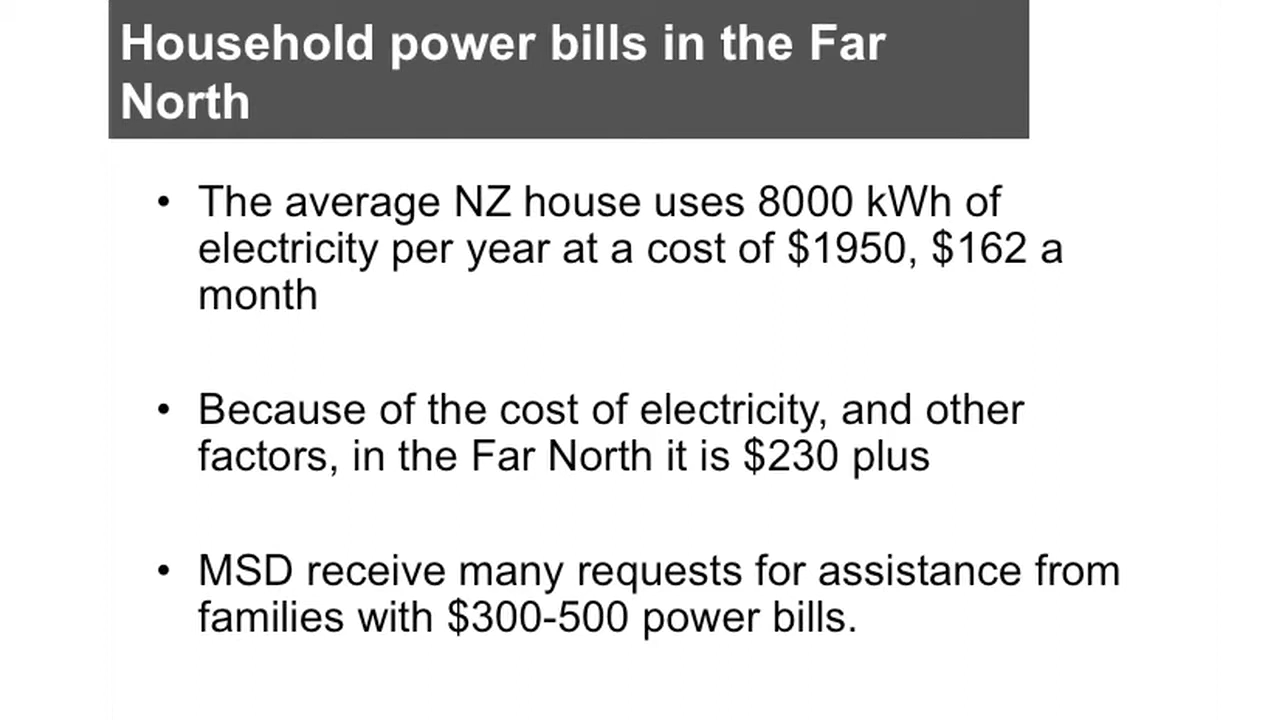 Household power bills in the Far
North
• The average NZ house uses 8000 kWh of
electricity per year at a cost of $1950, $162 a
month
• Because of the cost of electricity, and other
factors, in the Far North it is $230 plus
• MSD receive many requests for assistance from
families with $300-500 power bills.